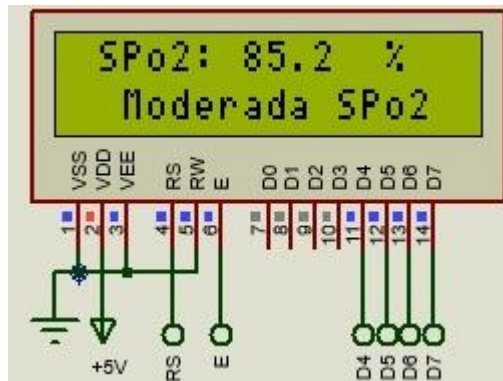 SPo2: 85.2 %
Moderada SPo2
VSS VDD VEE RS RW E D0 D1 D2 D3 D4 D5 D6 D7
1 2 3 4 5 6 7 8 9 10 11 12 13 14
+5V RS E D4 D5 D6 D7